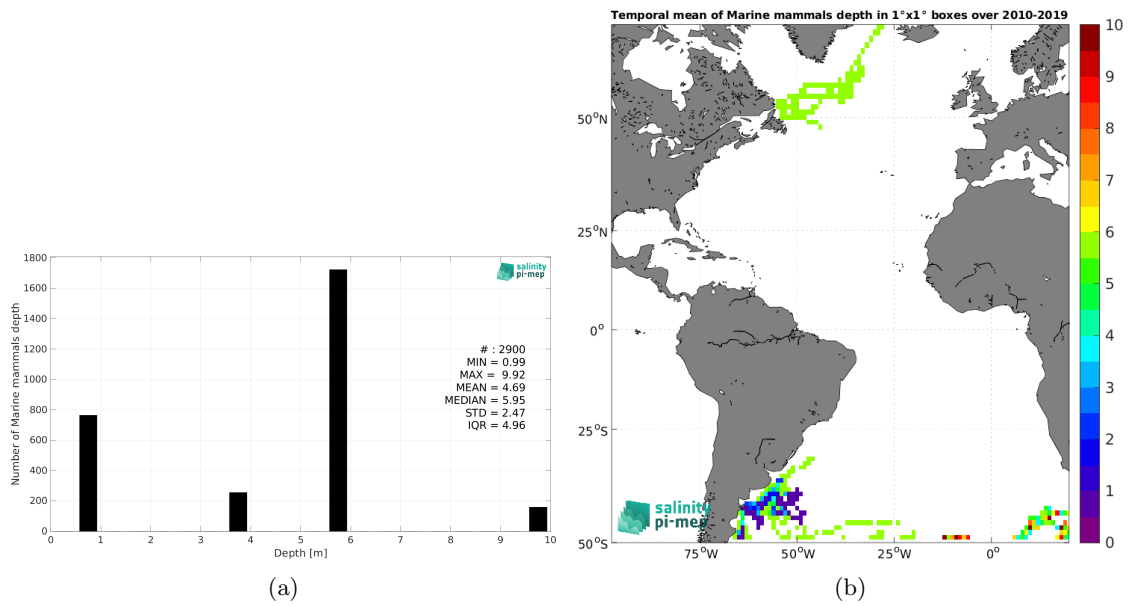 Temporal mean of Marine mammals depth in 1°x1° boxes over 2010-2019
1800
1600
1400
1200
1000
800
600
400
200
0
Number of Marine mammals depth
0 1 2 3 4 5 6 7 8 9 10
Depth [m]
salinity
pi-mep
# : 2900
MIN = 0.99
MAX = 9.92
MEAN = 4.69
MEDIAN = 5.95
STD = 2.47
IQR = 4.96
(a)
50°N
25°N
0°
25°S
50°S
75°W 50°W 25°W 0°
salinity
pi-mep
10
9
8
7
6
5
4
3
2
1
0
(b)